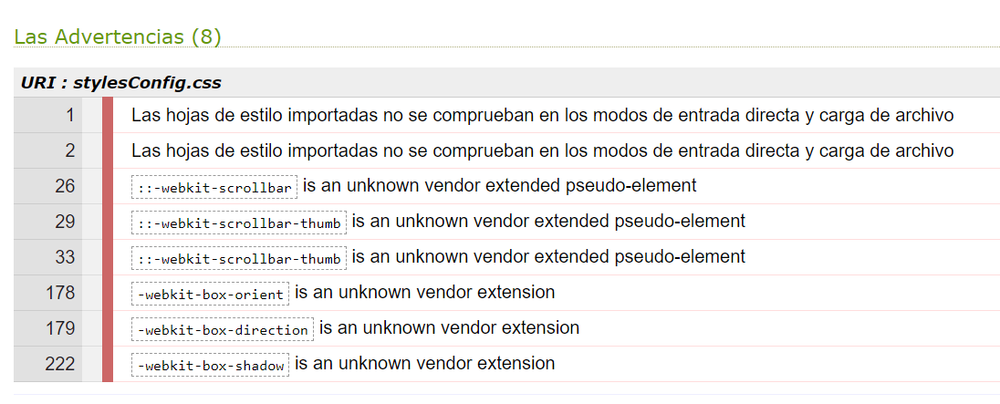 Las Advertencias (8)
URI : stylesConfig.css
1 Las hojas de estilo importadas no se comprueban en los modos de entrada directa y carga de archivo
2 Las hojas de estilo importadas no se comprueban en los modos de entrada directa y carga de archivo
26 ::-webkit-scrollbar is an unknown vendor extended pseudo-element
29 ::-webkit-scrollbar-thumb is an unknown vendor extended pseudo-element
33 ::-webkit-scrollbar-thumb is an unknown vendor extended pseudo-element
178 -webkit-box-orient is an unknown vendor extension
179 -webkit-box-direction is an unknown vendor extension
222 -webkit-box-shadow is an unknown vendor extension